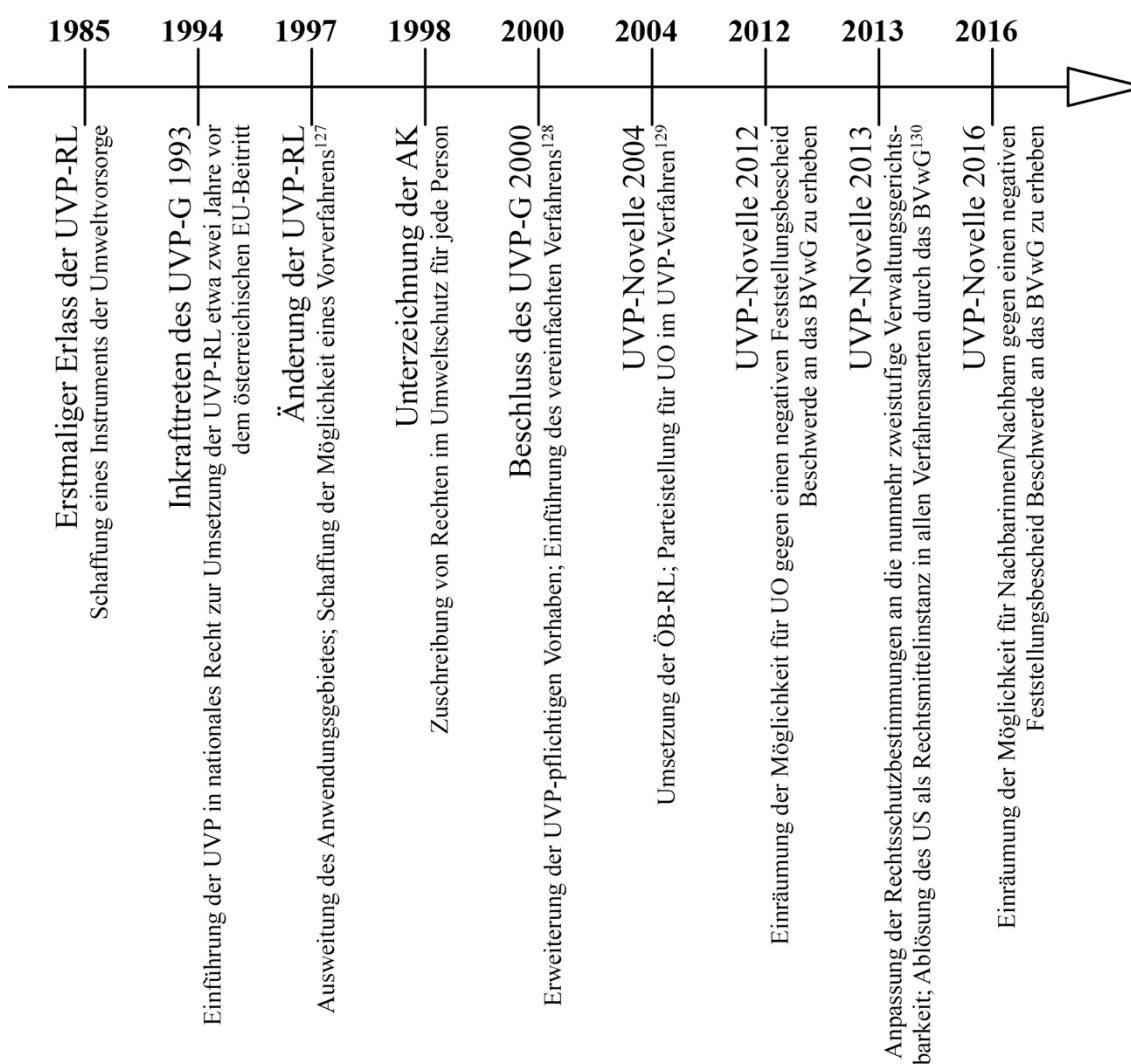 1985
1994
1997
1998
2000
2004
2012
2013
2016
Erstmaliger Erlass der UVP-RL
Schaffung eines Instruments der Umweltvorsorge
Inkrafttreten des UVP-G 1993
Einführung der UVP in nationales Recht zur Umsetzung der UVP-RL etwa zwei Jahre vor
dem österreichischen EU-Beitritt
Änderung der UVP-RL
Ausweitung des Anwendungsgebietes; Schaffung der Möglichkeit eines Vorverfahrens127
Unterzeichnung der AK
Zuschreibung von Rechten im Umweltschutz für jede Person
Beschluss des UVP-G 2000
Erweiterung der UVP-pflichtigen Vorhaben; Einführung des vereinfachten Verfahrens128
UVP-Novelle 2004
Umsetzung der ÖB-RL; Parteistellung für UO im UVP-Verfahren129
UVP-Novelle 2012
Einräumung der Möglichkeit für UO gegen einen negativen Feststellungsbescheid
Beschwerde an das BVwG zu erheben
UVP-Novelle 2013
Anpassung der Rechtsschutzbestimmungen an die nunmehr zweistufige Verwaltungsgerichts-
barkeit; Ablösung des US als Rechtsmittelinstanz in allen Verfahrensarten durch das BVwG130
UVP-Novelle 2016
Einräumung der Möglichkeit für Nachbarinnen/Nachbarn gegen einen negativen
Feststellungsbescheid Beschwerde an das BVwG zu erheben